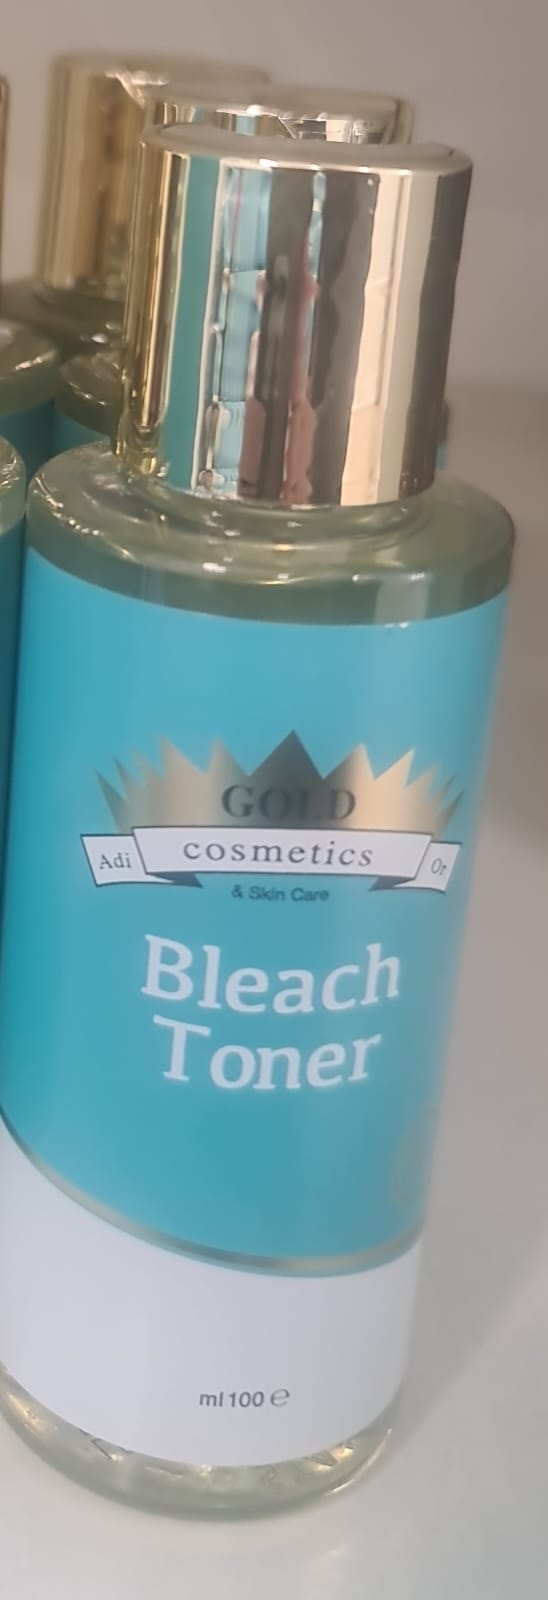 GOLD
Adi cosmetics Or
& Skin Care
Bleach
Toner
ml 100 ℮